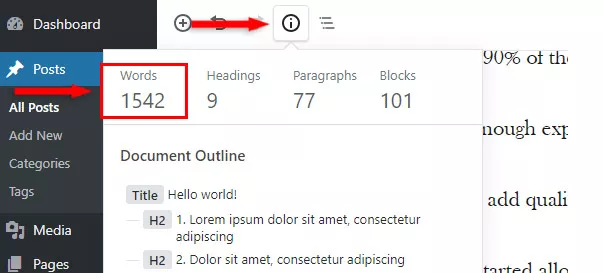 Dashboard
Posts
All Posts
Add New
Categories
Tags
Media
Pages
Words Headings Paragraphs Blocks
1542 9 77 101
Document Outline
Title Hello world!
H2 1. Lorem ipsum dolor sit amet, consectetur
adipiscing
H2 2. Dolor sit amet, consectetur adipiscing
90% of the
nough exp
add quali